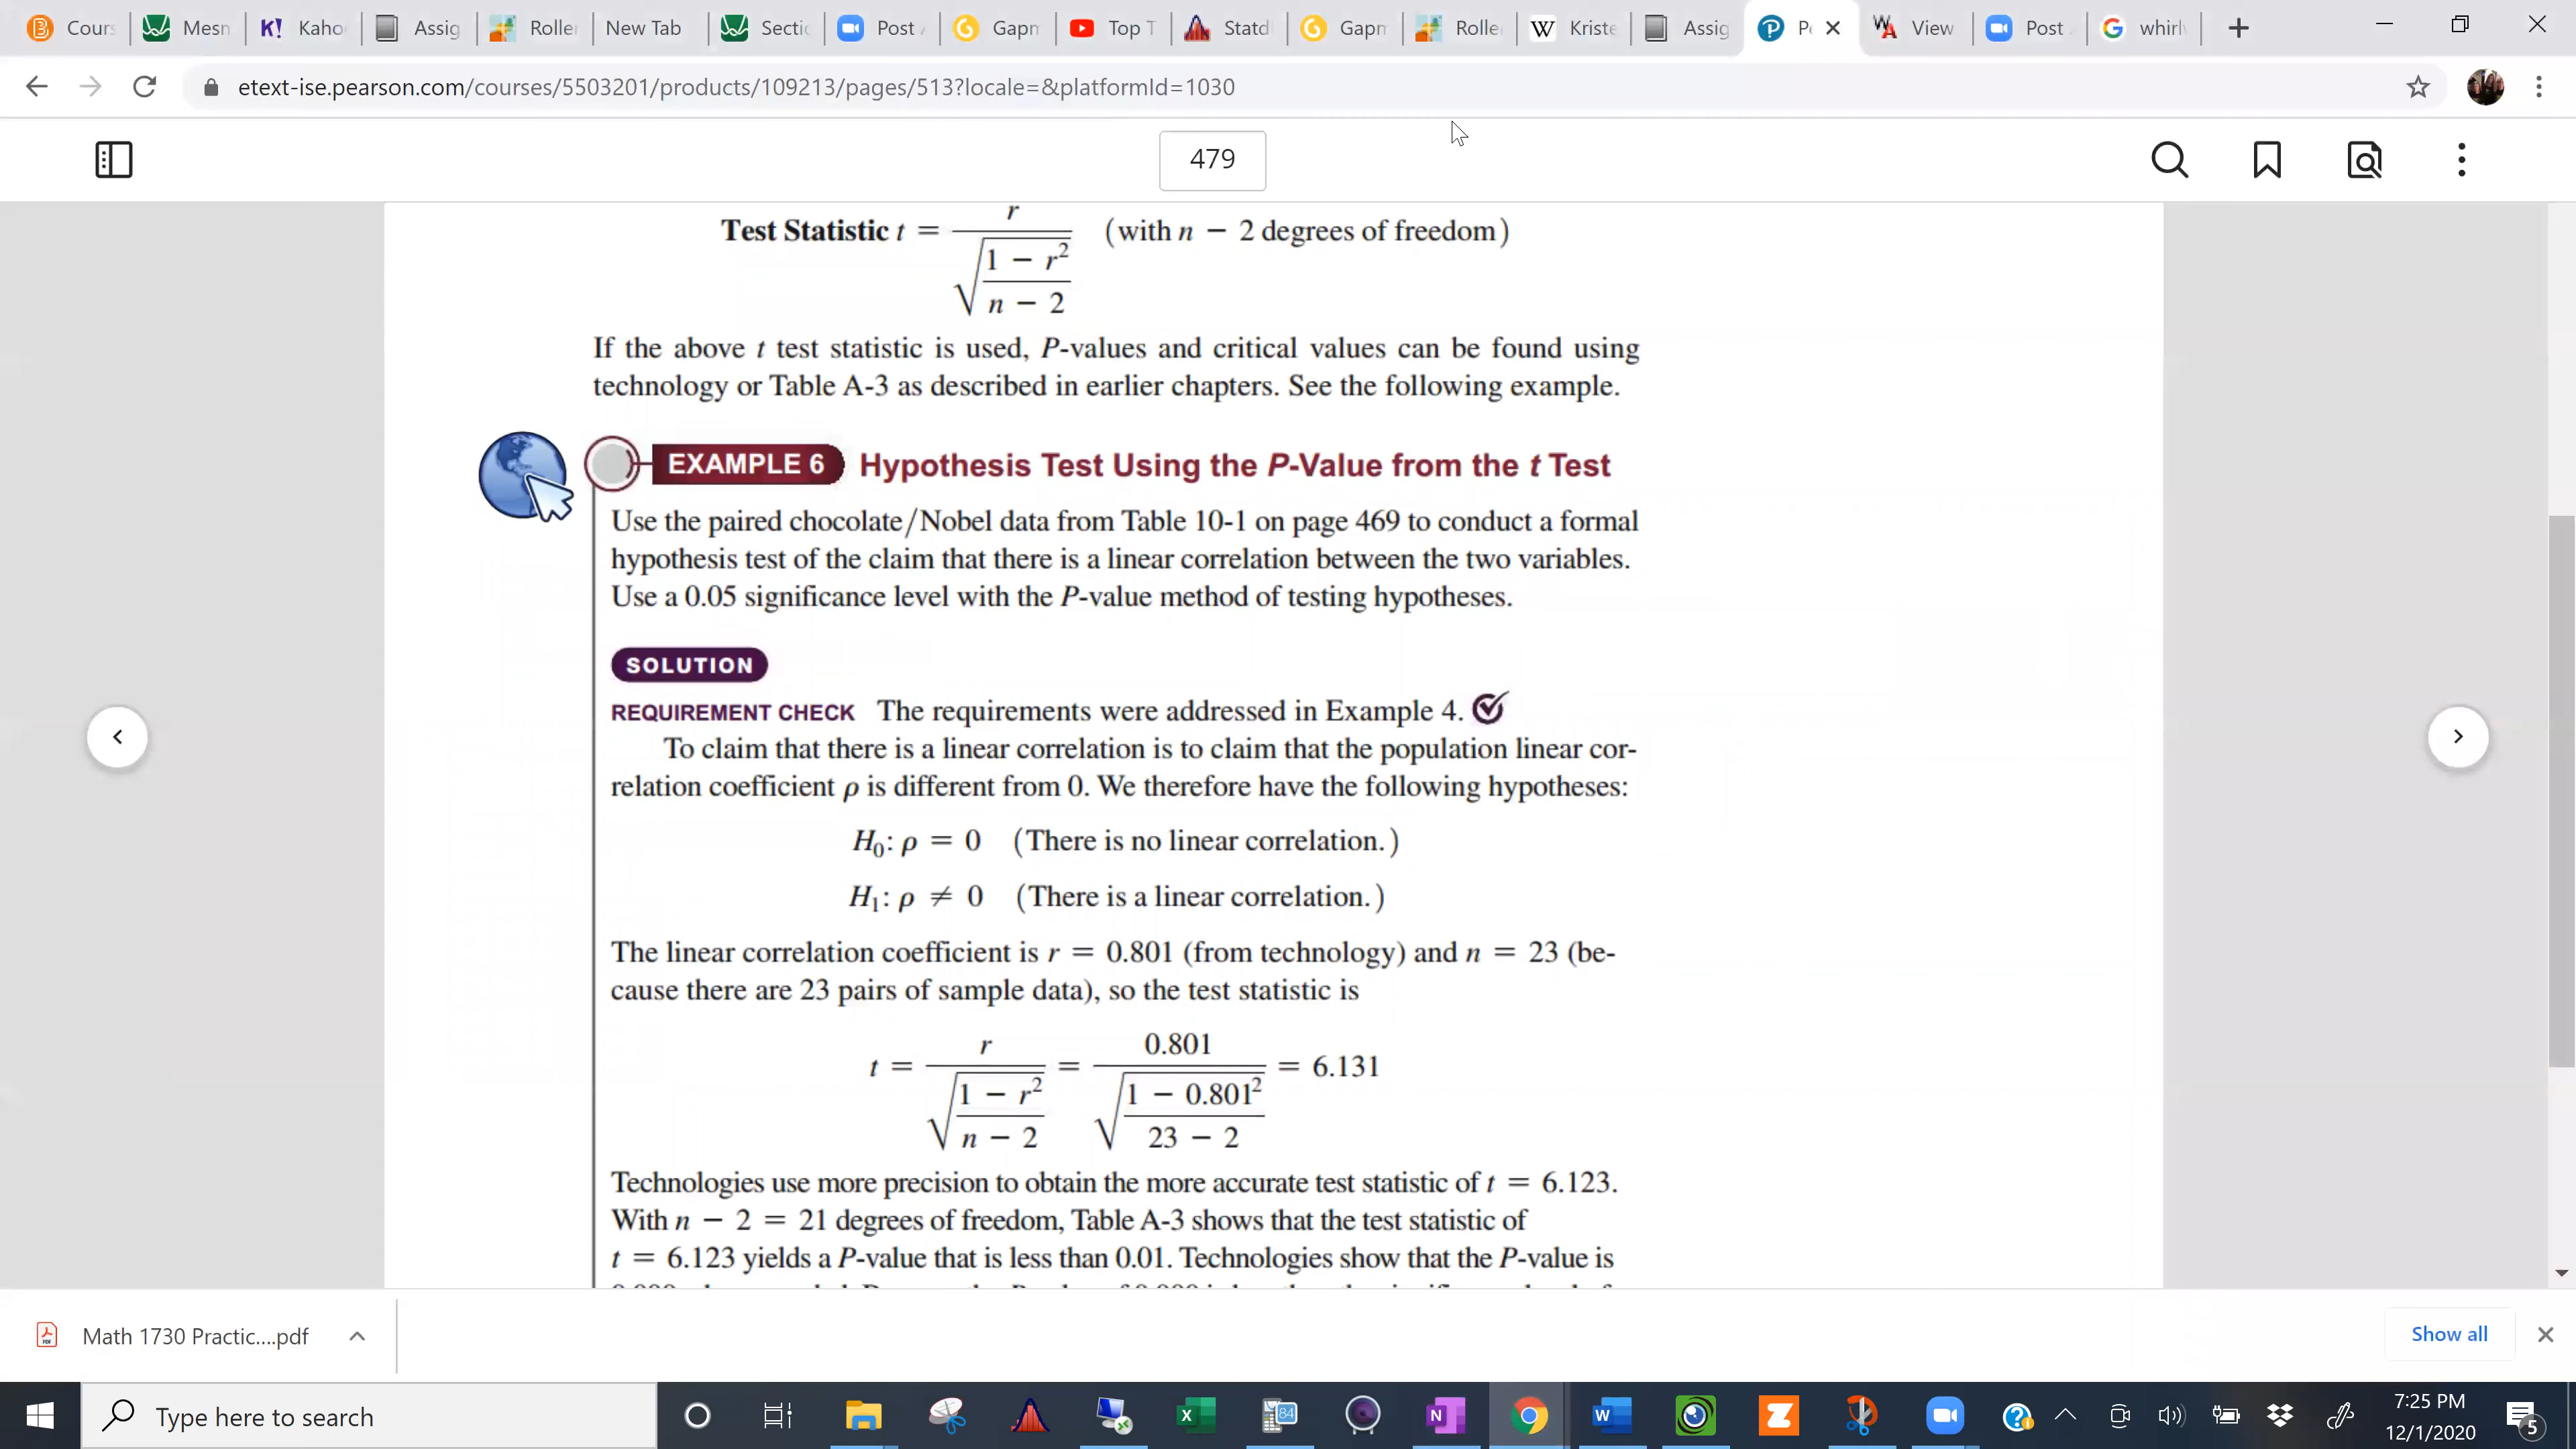 Cours
Mesn
Kaho
Assig
Roller
New Tab
Sectio
Post
Gapm
Top T
Statd
Gapm
Rolle
Kriste
Assig
Pe
View
Post
whirl
etext-ise.pearson.com/courses/5503201/products/109213/pages/513?locale=&platformId=1030
479
Test Statistic t = r / √((1 − r²)/(n − 2)) (with n − 2 degrees of freedom)
If the above t test statistic is used, P-values and critical values can be found using
technology or Table A-3 as described in earlier chapters. See the following example.
EXAMPLE 6 Hypothesis Test Using the P-Value from the t Test
Use the paired chocolate/Nobel data from Table 10-1 on page 469 to conduct a formal
hypothesis test of the claim that there is a linear correlation between the two variables.
Use a 0.05 significance level with the P-value method of testing hypotheses.
SOLUTION
REQUIREMENT CHECK The requirements were addressed in Example 4.
To claim that there is a linear correlation is to claim that the population linear cor-
relation coefficient ρ is different from 0. We therefore have the following hypotheses:
H₀: ρ = 0 (There is no linear correlation.)
H₁: ρ ≠ 0 (There is a linear correlation.)
The linear correlation coefficient is r = 0.801 (from technology) and n = 23 (be-
cause there are 23 pairs of sample data), so the test statistic is
t = r / √((1 − r²)/(n − 2)) = 0.801 / √((1 − 0.801²)/(23 − 2)) = 6.131
Technologies use more precision to obtain the more accurate test statistic of t = 6.123.
With n − 2 = 21 degrees of freedom, Table A-3 shows that the test statistic of
t = 6.123 yields a P-value that is less than 0.01. Technologies show that the P-value is
Math 1730 Practic....pdf
Show all
Type here to search
84
7:25 PM
12/1/2020
5